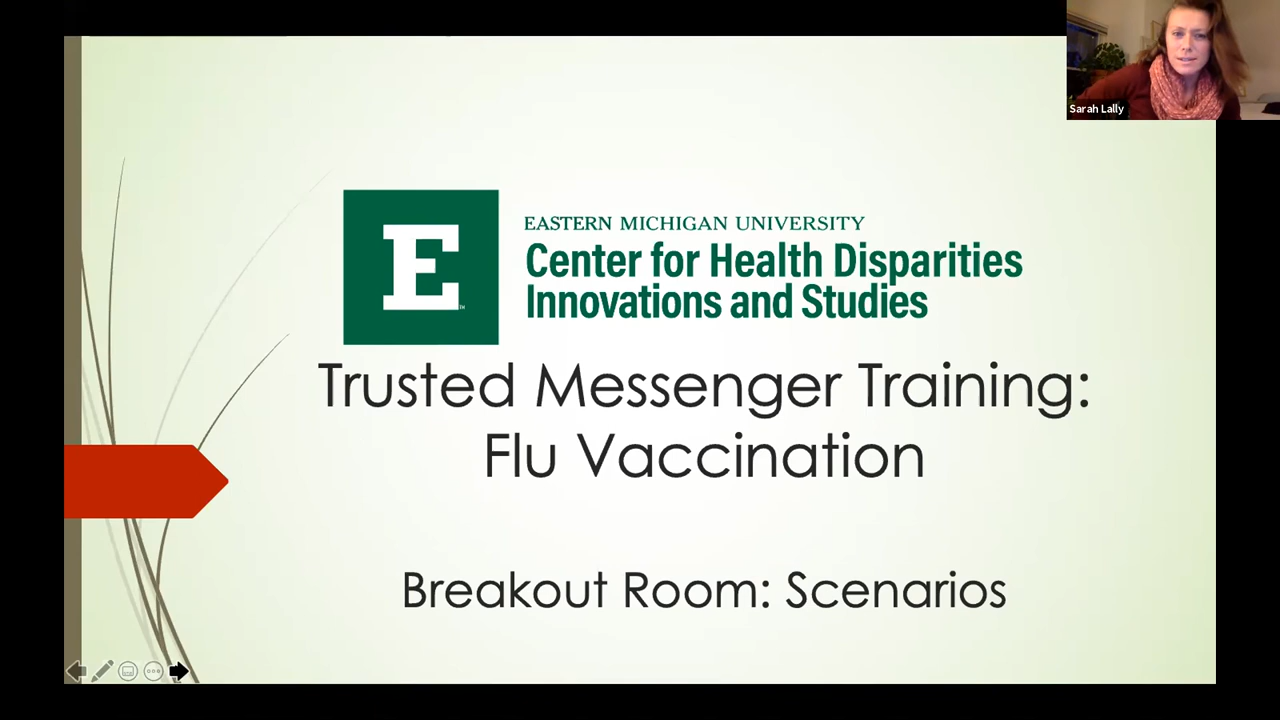 Sarah Lally
E
EASTERN MICHIGAN UNIVERSITY
Center for Health Disparities
Innovations and Studies
Trusted Messenger Training:
Flu Vaccination
Breakout Room: Scenarios